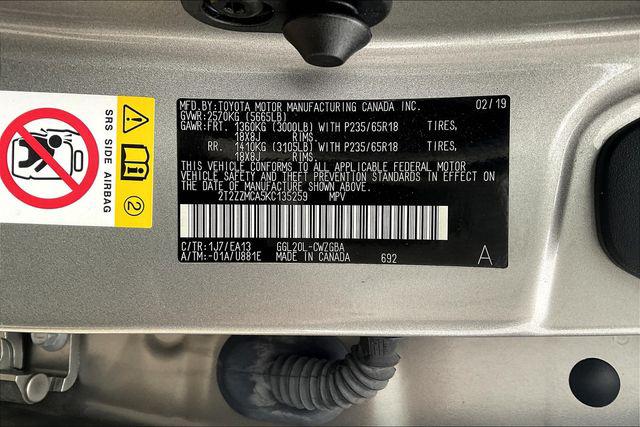 MFD.BY:TOYOTA MOTOR MANUFACTURING CANADA INC. 02/19
GVWR:2570KG (5665LB)
GAWR:FRT. 1360KG (3000LB) WITH P235/65R18 TIRES,
18X8J RIMS.
RR. 1410KG (3105LB) WITH P235/65R18 TIRES,
18X8J RIMS.
THIS VEHICLE CONFORMS TO ALL APPLICABLE FEDERAL MOTOR
VEHICLE SAFETY AND THEFT PREVENTION STANDARDS IN EFFECT ON
THE DATE OF MANUFACTURE SHOWN ABOVE.
2T2ZZMCA5KC135259 MPV
C/TR:1J7/EA13 GGL20L-CWZGBA
A/TM:-01A/U881E MADE IN CANADA 692 A
SRS SIDE AIRBAG
2